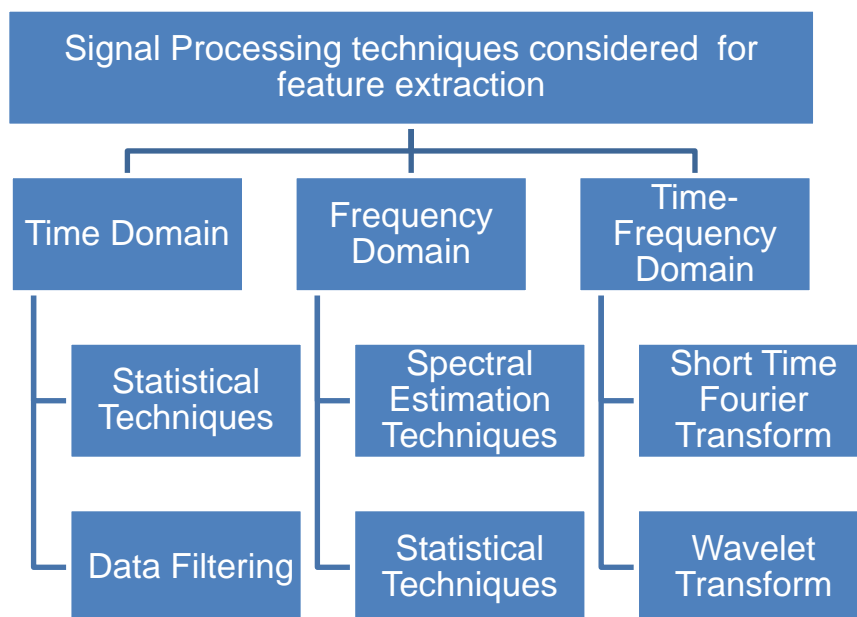 Signal Processing techniques considered for
feature extraction
Time Domain
Frequency
Domain
Time-
Frequency
Domain
Statistical
Techniques
Spectral
Estimation
Techniques
Short Time
Fourier
Transform
Data Filtering
Statistical
Techniques
Wavelet
Transform